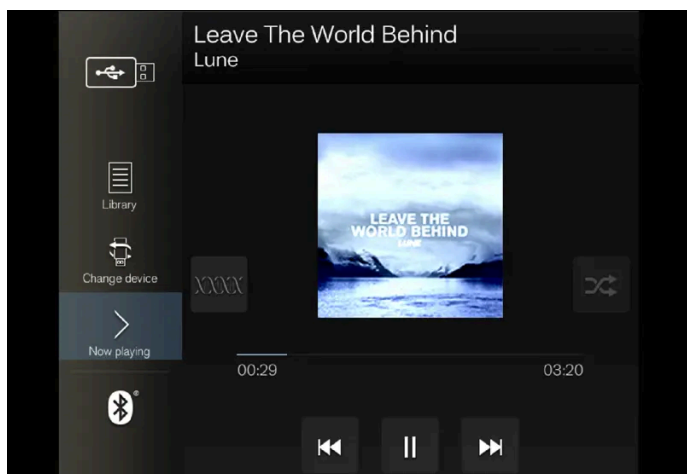 Leave The World Behind
Lune
Library
Change device
Now playing
LEAVE THE
WORLD BEHIND
LUNE
00:29
03:20